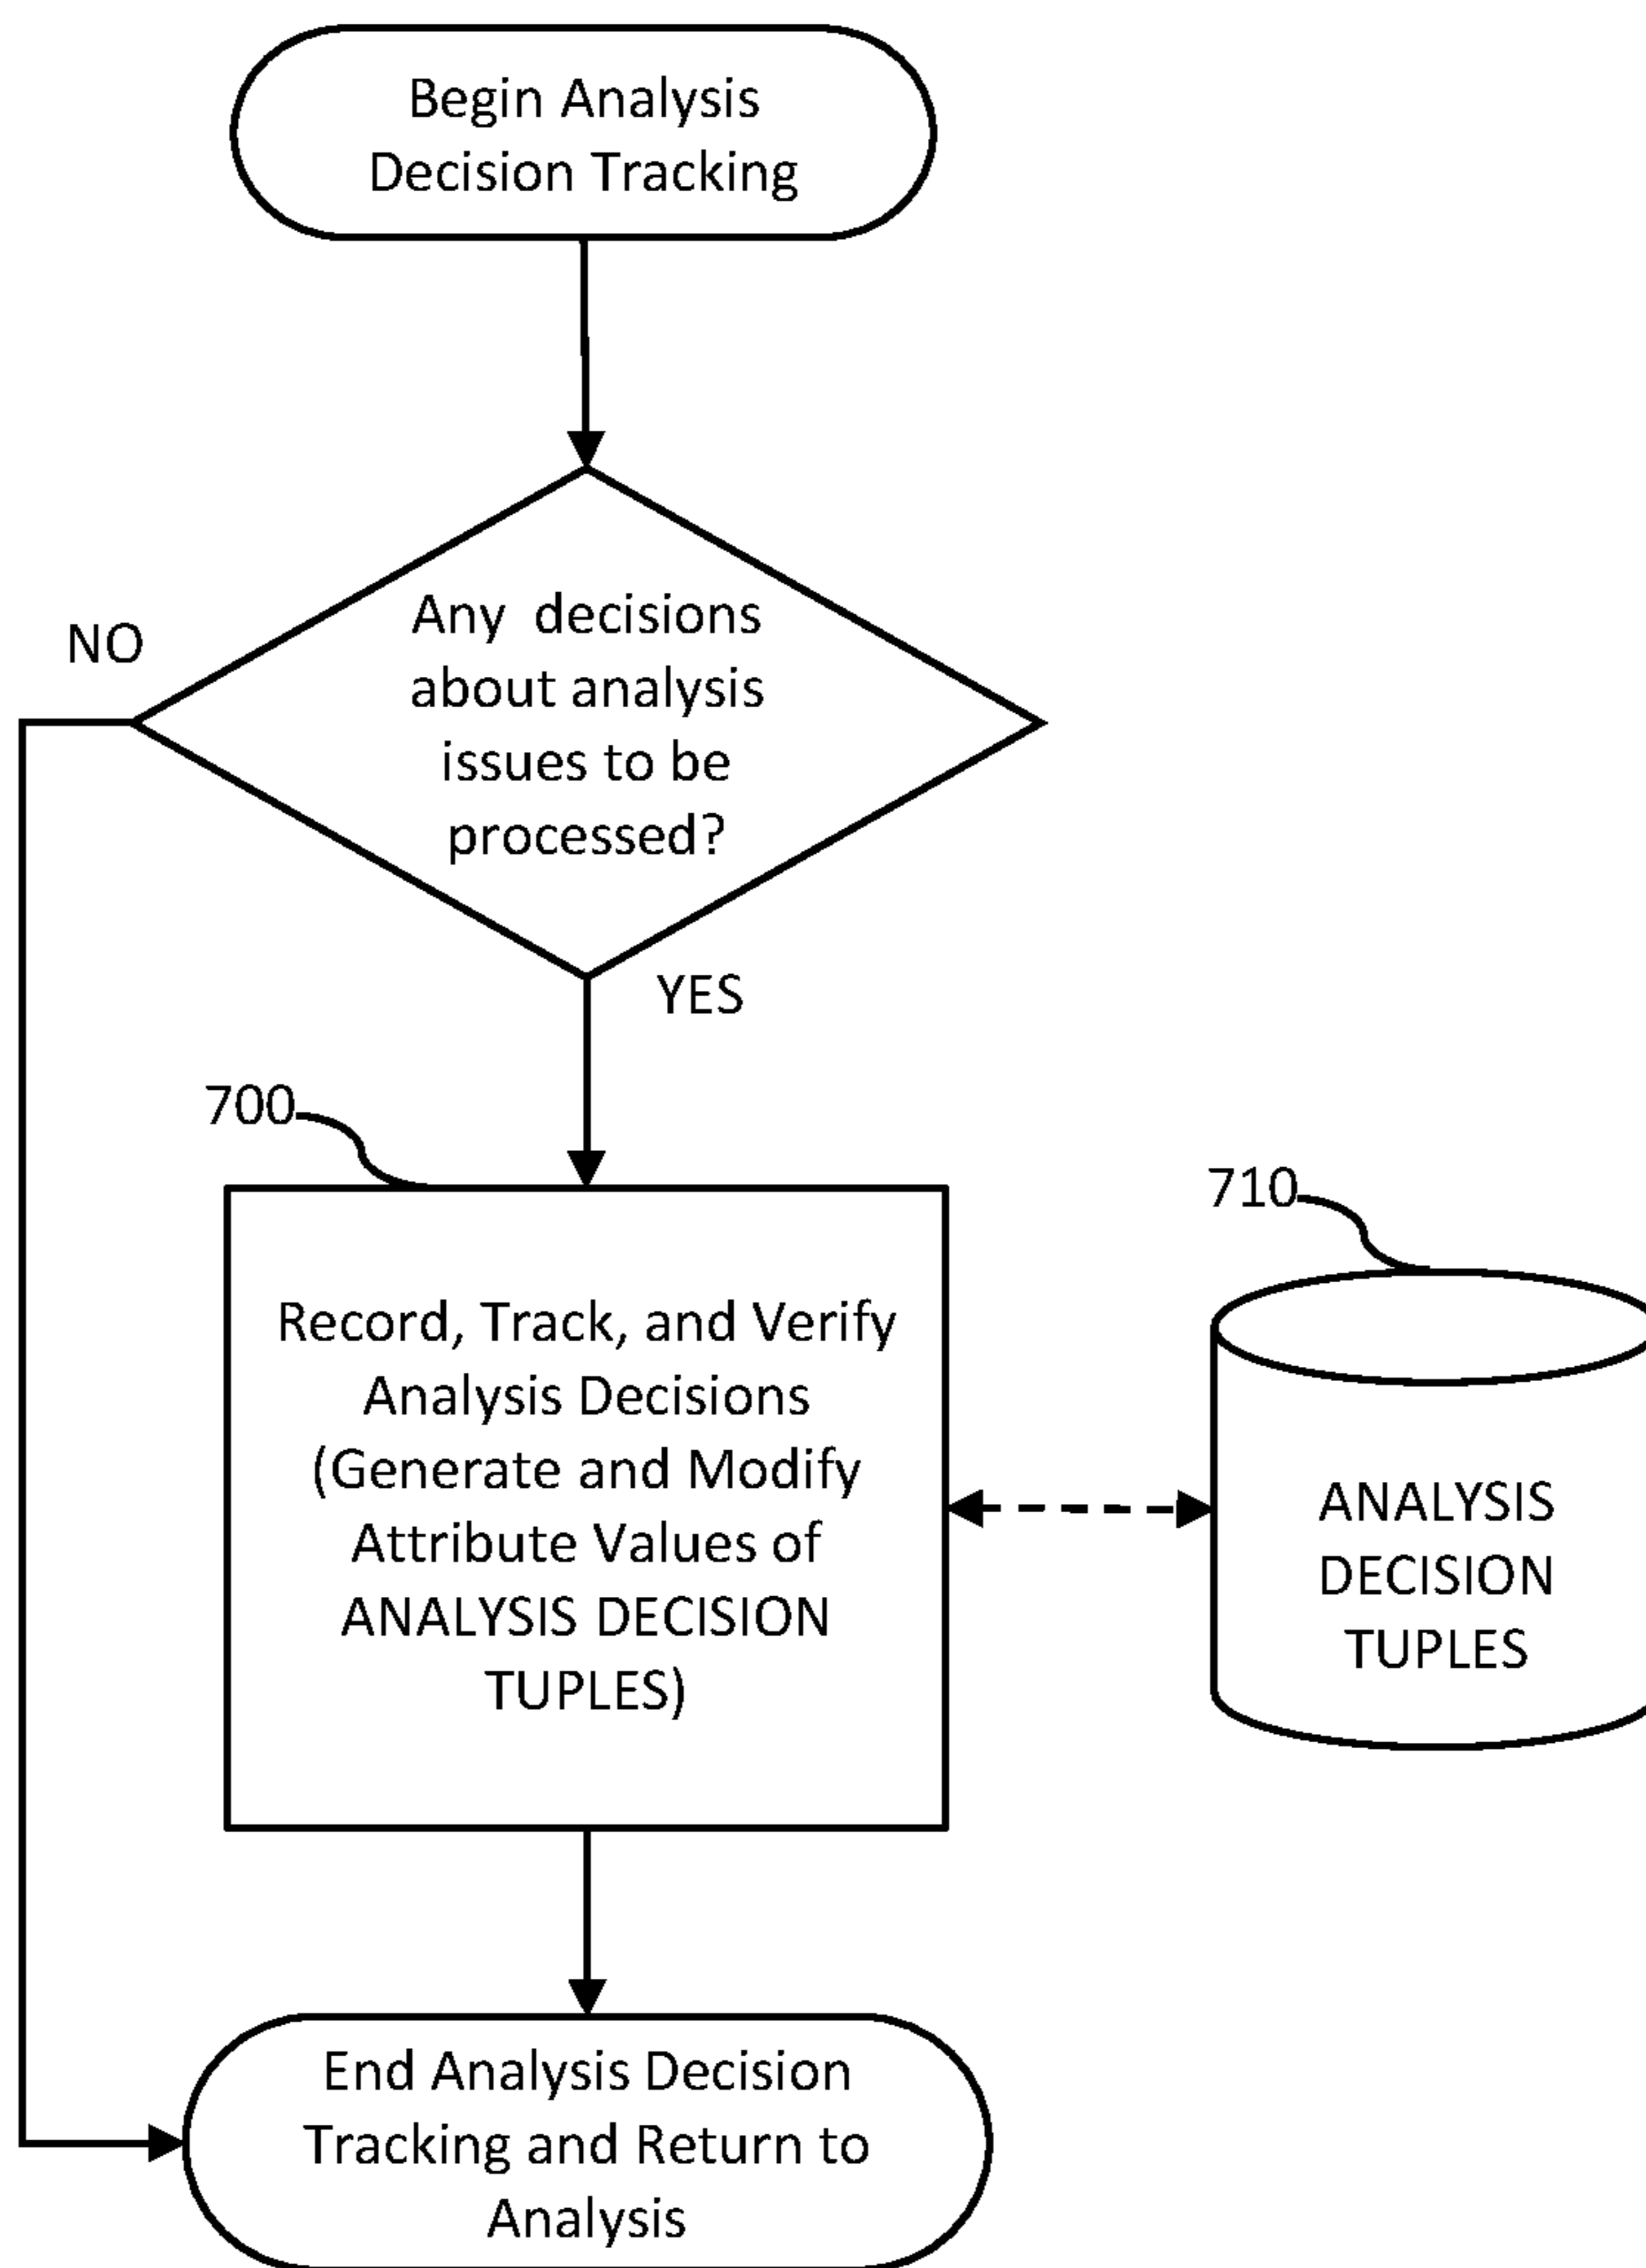 Begin Analysis
Decision Tracking
Any decisions
about analysis
issues to be
processed?
NO
YES
700
Record, Track, and Verify
Analysis Decisions
(Generate and Modify
Attribute Values of
ANALYSIS DECISION
TUPLES)
710
ANALYSIS
DECISION
TUPLES
End Analysis Decision
Tracking and Return to
Analysis